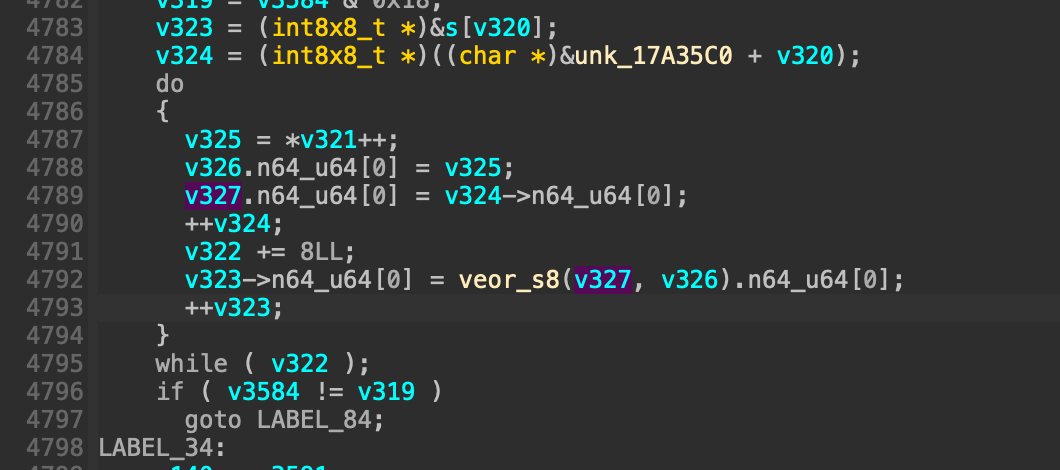 4782 v319 = v3584 & 0x18;
4783 v323 = (int8x8_t *)&s[v320];
4784 v324 = (int8x8_t *)((char *)&unk_17A35C0 + v320);
4785 do
4786 {
4787 v325 = *v321++;
4788 v326.n64_u64[0] = v325;
4789 v327.n64_u64[0] = v324->n64_u64[0];
4790 ++v324;
4791 v322 += 8LL;
4792 v323->n64_u64[0] = veor_s8(v327, v326).n64_u64[0];
4793 ++v323;
4794 }
4795 while ( v322 );
4796 if ( v3584 != v319 )
4797 goto LABEL_84;
4798 LABEL_34: